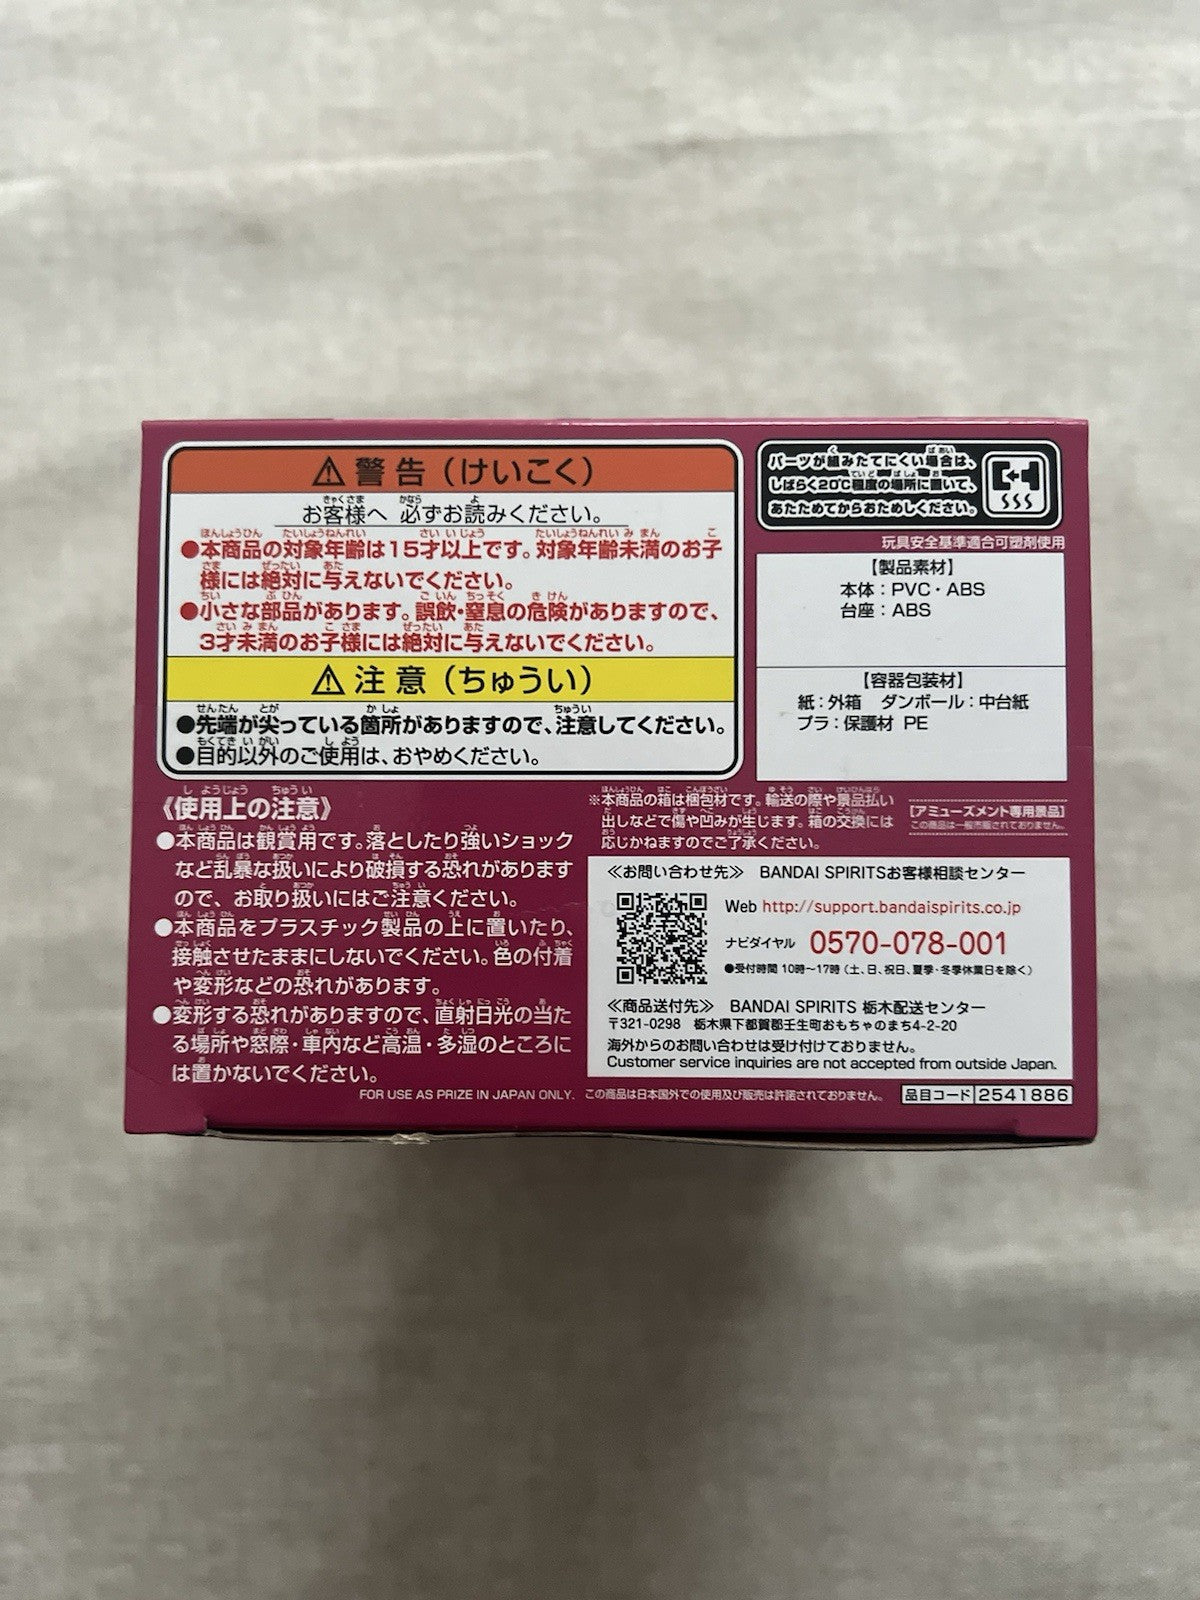 ⚠警告（けいこく）
お客様へ 必ずお読みください。
●本商品の対象年齢は15才以上です。対象年齢未満のお子
様には絶対に与えないでください。
●小さな部品があります。誤飲・窒息の危険がありますので、
3才未満のお子様には絶対に与えないでください。
⚠注意（ちゅうい）
●先端が尖っている箇所がありますので、注意してください。
●目的以外のご使用は、おやめください。
《使用上の注意》
●本商品は観賞用です。落としたり強いショック
など乱暴な扱いにより破損する恐れがあります
ので、お取り扱いにはご注意ください。
●本商品をプラスチック製品の上に置いたり、
接触させたままにしないでください。色の付着
や変形などの恐れがあります。
●変形する恐れがありますので、直射日光の当た
る場所や窓際・車内など高温・多湿のところに
は置かないでください。
パーツが組みたてにくい場合は、
しばらく20℃程度の場所に置いて、
あたためてからおためしください。
玩具安全基準適合可塑剤使用
【製品素材】
本体：PVC・ABS
台座：ABS
【容器包装材】
紙：外箱 ダンボール：中台紙
プラ：保護材 PE
※本商品の箱は梱包材です。輸送の際や景品払い
出しなどで傷や凹みが生じます。箱の交換には
応じかねますのでご了承ください。
【アミューズメント専用景品】
この商品は一般市販されておりません。
≪お問い合わせ先≫ BANDAI SPIRITSお客様相談センター
Web http://support.bandaispirits.co.jp
ナビダイヤル 0570-078-001
●受付時間 10時～17時（土、日、祝日、夏季・冬季休業日を除く）
≪商品送付先≫ BANDAI SPIRITS 栃木配送センター
〒321-0298 栃木県下都賀郡壬生町おもちゃのまち4-2-20
海外からのお問い合わせは受け付けておりません。
Customer service inquiries are not accepted from outside Japan.
FOR USE AS PRIZE IN JAPAN ONLY. この商品は日本国外での使用及び販売は許諾されておりません。
品目コード 2541886